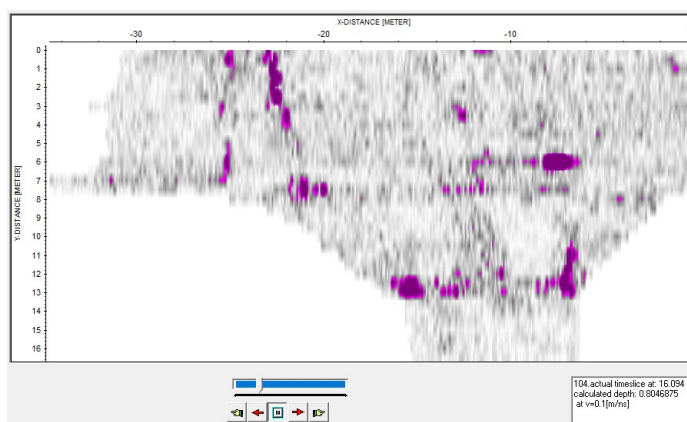 X-DISTANCE [METER]
-30 -20 -10
Y-DISTANCE [METER]
0
1
2
3
4
5
6
7
8
9
10
11
12
13
14
15
16
104.actual timeslice at: 16.094
calculated depth: 0.8046875
at v=0.1[m/ns]